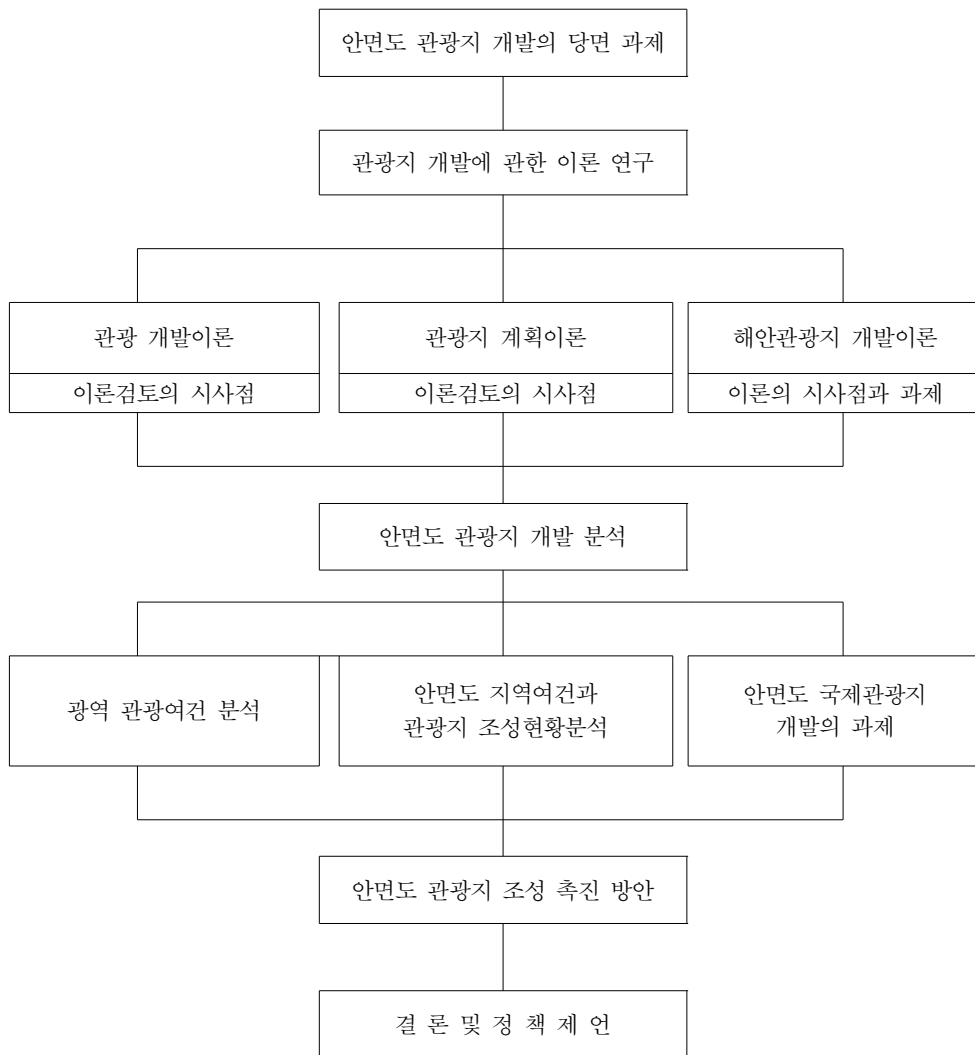 안면도 관광지 개발의 당면 과제
관광지 개발에 관한 이론 연구
관광 개발이론
이론검토의 시사점
관광지 계획이론
이론검토의 시사점
해안관광지 개발이론
이론의 시사점과 과제
안면도 관광지 개발 분석
광역 관광여건 분석
안면도 지역여건과
관광지 조성현황분석
안면도 국제관광지
개발의 과제
안면도 관광지 조성 촉진 방안
결 론 및 정 책 제 언